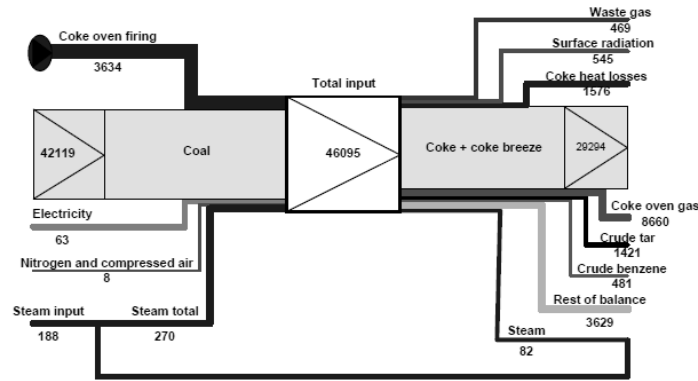 Waste gas
469
Coke oven firing
3634
Surface radiation
545
Total input
Coke heat losses
1576
42119
Coal
46095
Coke + coke breeze
29294
Electricity
63
Coke oven gas
8660
Crude tar
1421
Nitrogen and compressed air
8
Crude benzene
481
Steam input
188
Steam total
270
Rest of balance
3629
Steam
82